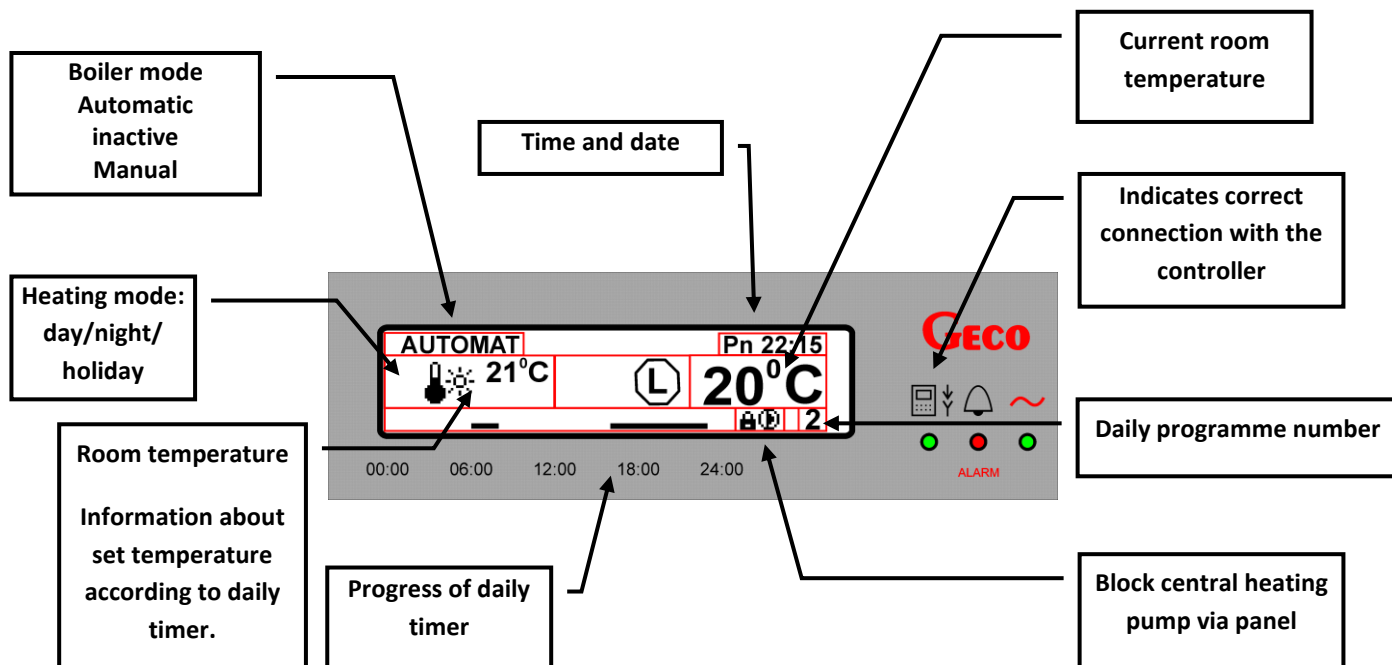 Boiler mode
Automatic
inactive
Manual
Time and date
Current room
temperature
Indicates correct
connection with the
controller
Heating mode:
day/night/
holiday
GECO
AUTOMAT
Pn 22:15
21°C
L
20°C
2
00:00 06:00 12:00 18:00 24:00
ALARM
Daily programme number
Room temperature
Information about
set temperature
according to daily
timer.
Progress of daily
timer
Block central heating
pump via panel